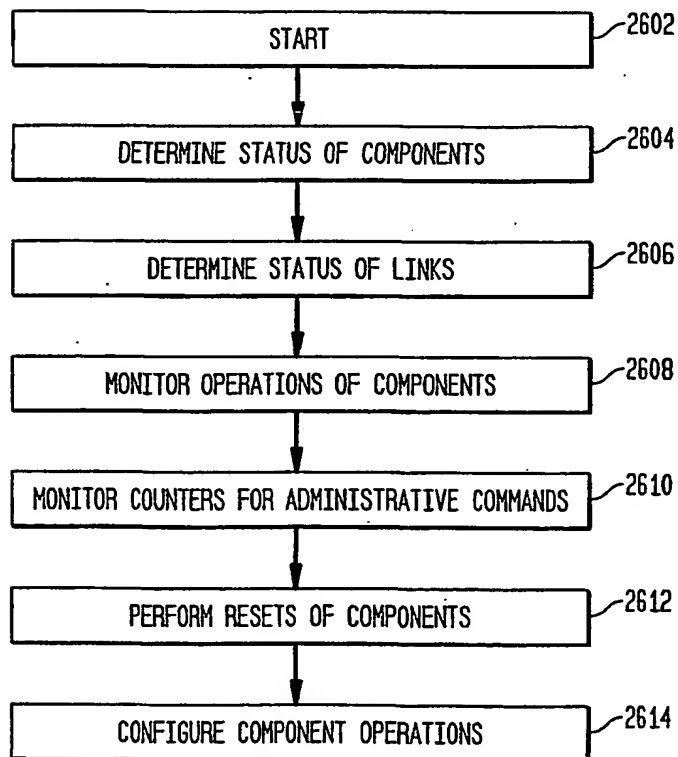 START
2602
DETERMINE STATUS OF COMPONENTS
2604
DETERMINE STATUS OF LINKS
2606
MONITOR OPERATIONS OF COMPONENTS
2608
MONITOR COUNTERS FOR ADMINISTRATIVE COMMANDS
2610
PERFORM RESETS OF COMPONENTS
2612
CONFIGURE COMPONENT OPERATIONS
2614